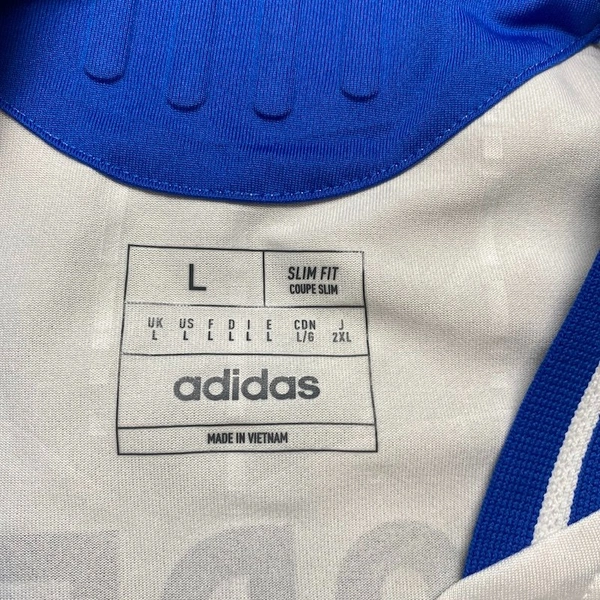 L
SLIM FIT
COUPE SLIM
UK US F D I E CDN J
L L L L L L L/G 2XL
adidas
MADE IN VIETNAM